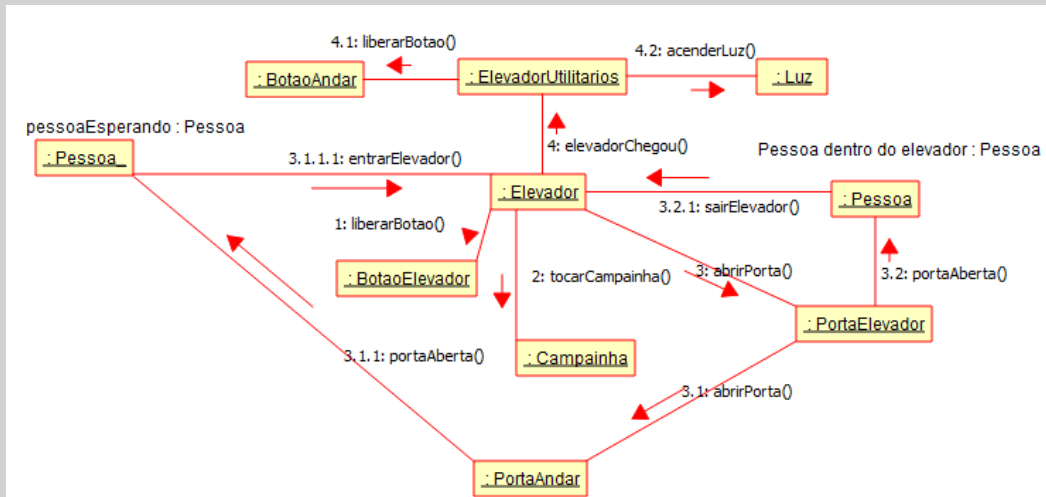 4.1: liberarBotao()
4.2: acenderLuz()
: BotaoAndar
: ElevadorUtilitarios
: Luz
pessoaEsperando : Pessoa
: Pessoa_
3.1.1.1: entrarElevador()
4: elevadorChegou()
Pessoa dentro do elevador : Pessoa
: Elevador
: Pessoa
3.2.1: sairElevador()
1: liberarBotao()
: BotaoElevador
2: tocarCampainha()
3: abrirPorta()
3.2: portaAberta()
: PortaElevador
3.1.1: portaAberta()
: Campainha
3.1: abrirPorta()
: PortaAndar